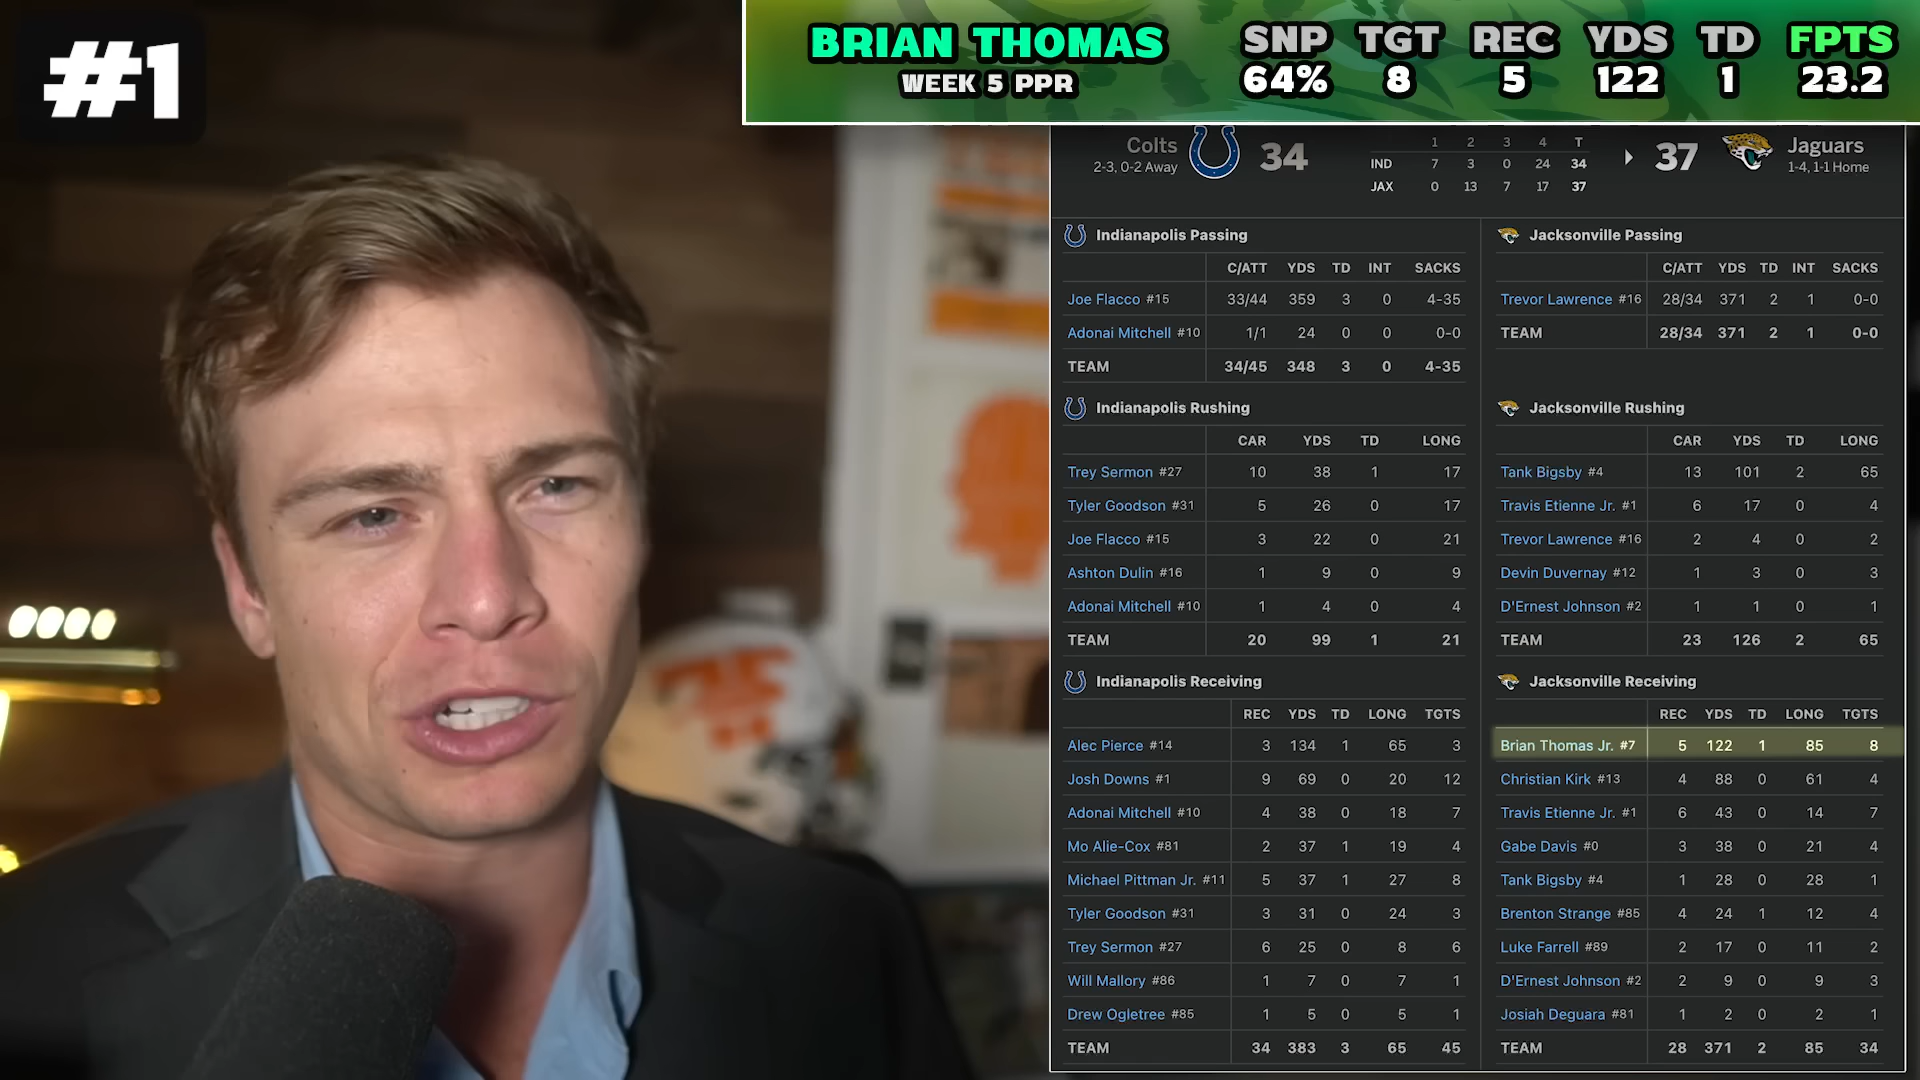 #1
BRIAN THOMAS
WEEK 5 PPR
SNP TGT REC YDS TD FPTS
64% 8 5 122 1 23.2
Colts
2-3, 0-2 Away
34
1 2 3 4 T
IND 7 3 0 24 34
JAX 0 13 7 17 37
37
Jaguars
1-4, 1-1 Home
Indianapolis Passing
C/ATT YDS TD INT SACKS
Joe Flacco #15 33/44 359 3 0 4-35
Adonai Mitchell #10 1/1 24 0 0 0-0
TEAM 34/45 348 3 0 4-35
Jacksonville Passing
C/ATT YDS TD INT SACKS
Trevor Lawrence #16 28/34 371 2 1 0-0
TEAM 28/34 371 2 1 0-0
Indianapolis Rushing
CAR YDS TD LONG
Trey Sermon #27 10 38 1 17
Tyler Goodson #31 5 26 0 17
Joe Flacco #15 3 22 0 21
Ashton Dulin #16 1 9 0 9
Adonai Mitchell #10 1 4 0 4
TEAM 20 99 1 21
Jacksonville Rushing
CAR YDS TD LONG
Tank Bigsby #4 13 101 2 65
Travis Etienne Jr. #1 6 17 0 4
Trevor Lawrence #16 2 4 0 2
Devin Duvernay #12 1 3 0 3
D'Ernest Johnson #2 1 1 0 1
TEAM 23 126 2 65
Indianapolis Receiving
REC YDS TD LONG TGTS
Alec Pierce #14 3 134 1 65 3
Josh Downs #1 9 69 0 20 12
Adonai Mitchell #10 4 38 0 18 7
Mo Alie-Cox #81 2 37 1 19 4
Michael Pittman Jr. #11 5 37 1 27 8
Tyler Goodson #31 3 31 0 24 3
Trey Sermon #27 6 25 0 8 6
Will Mallory #86 1 7 0 7 1
Drew Ogletree #85 1 5 0 5 1
TEAM 34 383 3 65 45
Jacksonville Receiving
REC YDS TD LONG TGTS
Brian Thomas Jr. #7 5 122 1 85 8
Christian Kirk #13 4 88 0 61 4
Travis Etienne Jr. #1 6 43 0 14 7
Gabe Davis #0 3 38 0 21 4
Tank Bigsby #4 1 28 0 28 1
Brenton Strange #85 4 24 1 12 4
Luke Farrell #89 2 17 0 11 2
D'Ernest Johnson #2 2 9 0 9 3
Josiah Deguara #81 1 2 0 2 1
TEAM 28 371 2 85 34